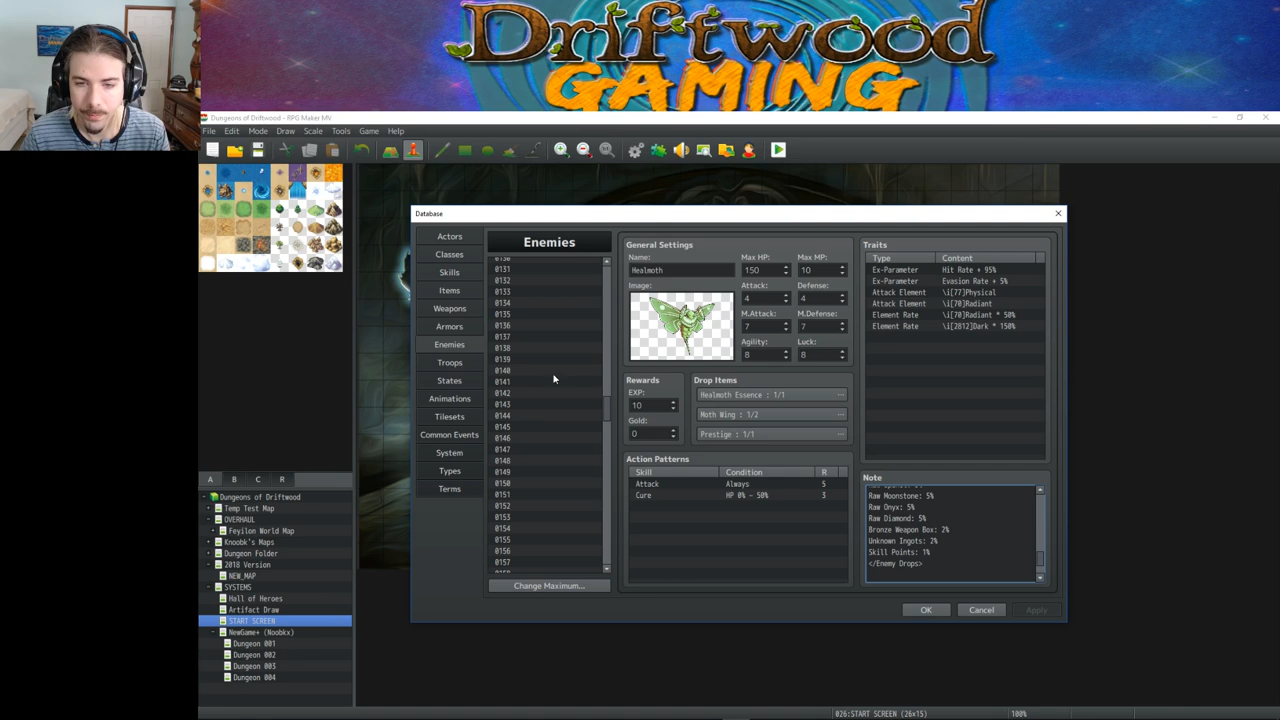 Driftwood
GAMING
Dungeons of Driftwood - RPG Maker MV
File Edit Mode Draw Scale Tools Game Help
Database
Actors
Classes
Skills
Items
Weapons
Armors
Enemies
Troops
States
Animations
Tilesets
Common Events
System
Types
Terms
Enemies
0130
0131
0132
0133
0134
0135
0136
0137
0138
0139
0140
0141
0142
0143
0144
0145
0146
0147
0148
0149
0150
0151
0152
0153
0154
0155
0156
0157
Change Maximum...
General Settings
Name:
Healmoth
Image:
Max HP: Max MP:
150 10
Attack: Defense:
4 4
M.Attack: M.Defense:
7 7
Agility: Luck:
8 8
Rewards
EXP:
10
Gold:
0
Drop Items
Healmoth Essence : 1/1
Moth Wing : 1/2
Prestige : 1/1
Action Patterns
Skill Condition R
Attack Always 5
Cure HP 0% ~ 50% 3
Traits
Type Content
Ex-Parameter Hit Rate + 95%
Ex-Parameter Evasion Rate + 5%
Attack Element \i[77]Physical
Attack Element \i[70]Radiant
Element Rate \i[70]Radiant * 50%
Element Rate \i[2812]Dark * 150%
Note
Raw Moonstone: 5%
Raw Onyx: 5%
Raw Diamond: 5%
Bronze Weapon Box: 2%
Unknown Ingots: 2%
Skill Points: 1%
</Enemy Drops>
OK Cancel Apply
A B C R
Dungeons of Driftwood
Temp Test Map
OVERHAUL
Feyilon World Map
Knoobk's Maps
Dungeon Folder
2018 Version
NEW_MAP
SYSTEMS
Hall of Heroes
Artifact Draw
START SCREEN
NewGame+ (Noobkx)
Dungeon 001
Dungeon 002
Dungeon 003
Dungeon 004
026:START SCREEN (26×15) 100%